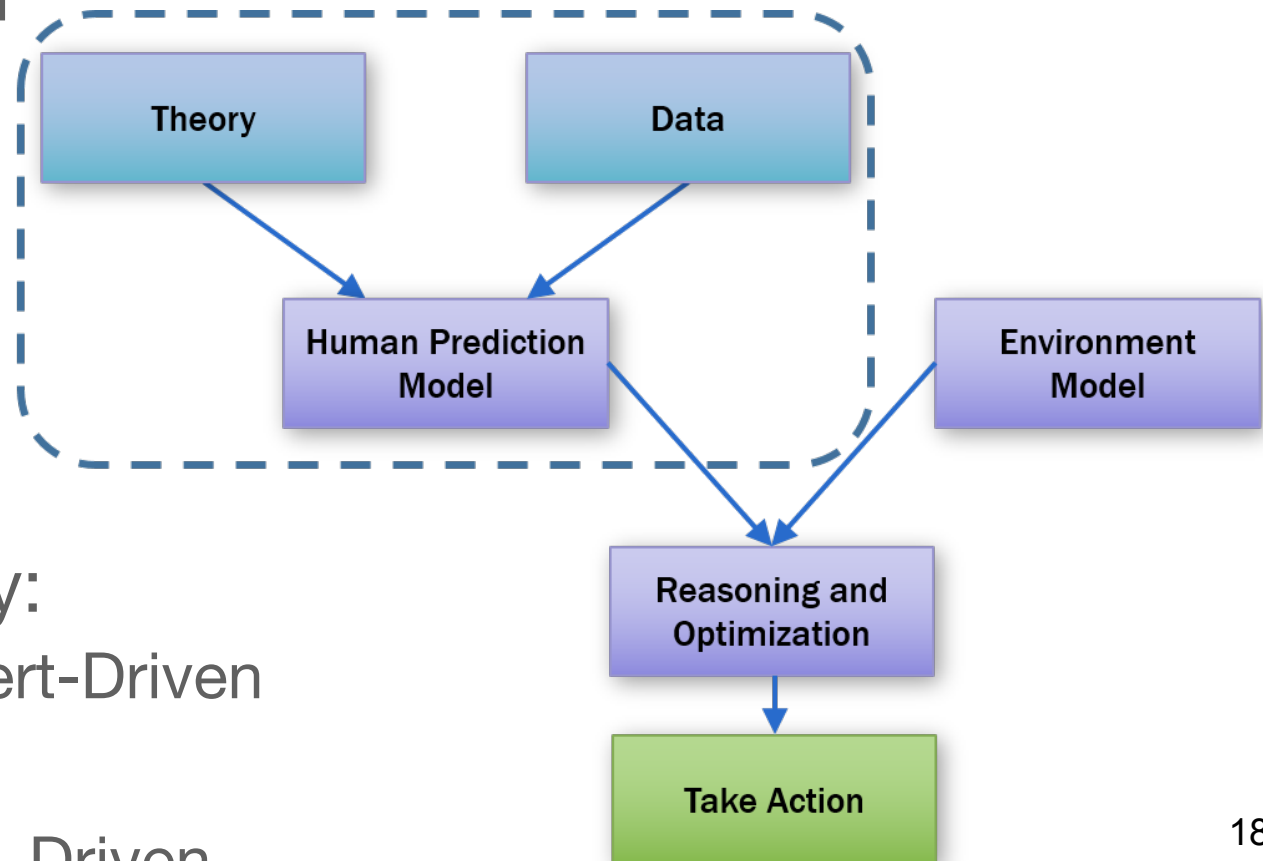 Theory
Data
Human Prediction
Model
Environment
Model
Reasoning and
Optimization
Take Action
y:
ert-Driven
Driven
18